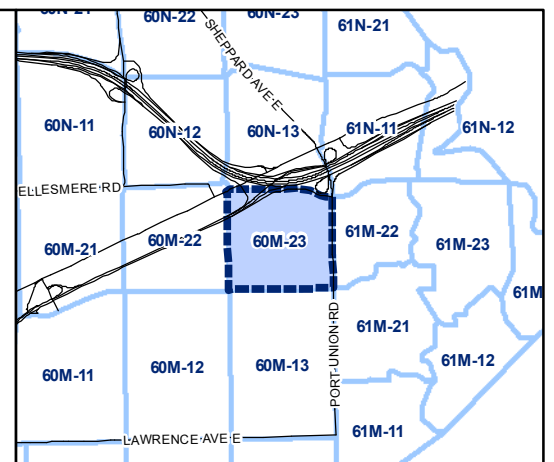 60N-22
60N-23
61N-21
SHEPPARD AVE E
60N-11
60N-12
60N-13
61N-11
61N-12
ELLESMERE RD
60M-21
60M-22
60M-23
61M-22
61M-23
61M
PORT UNION RD
61M-21
60M-11
60M-12
60M-13
61M-12
61M-11
LAWRENCE AVE E